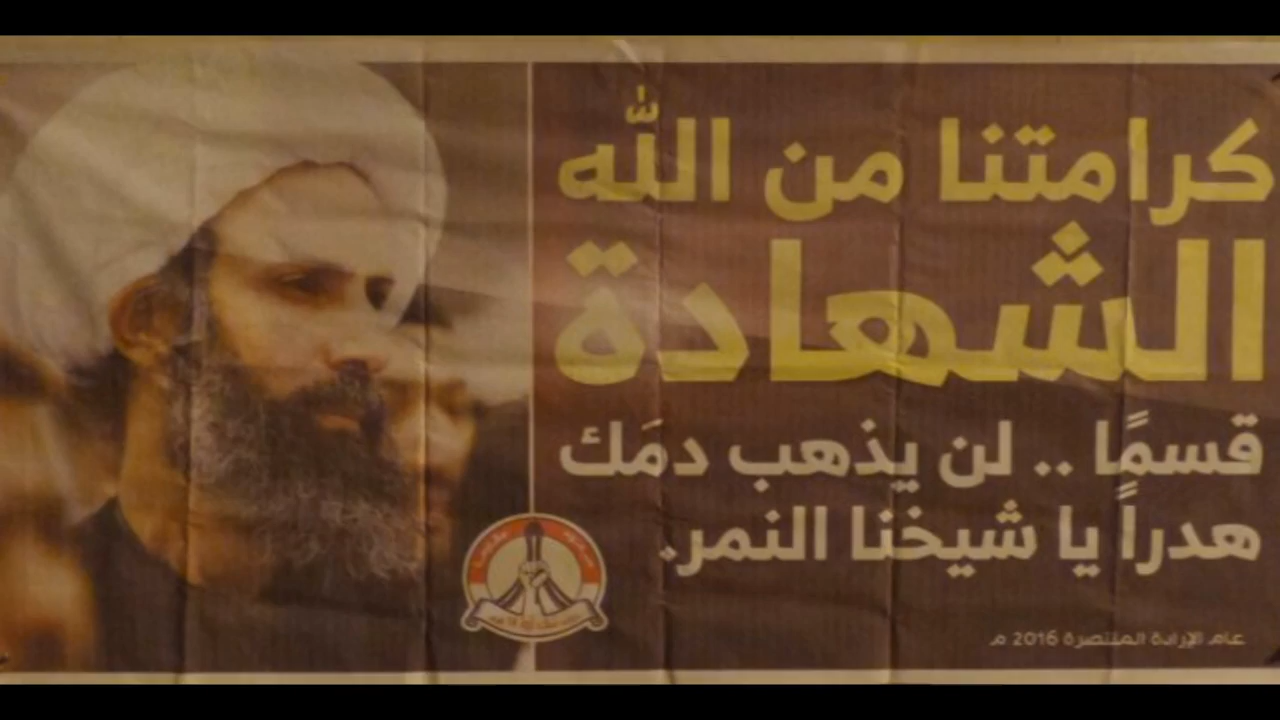 كرامتنا من الله
الشهادة
قسمًا .. لن يذهب دمَك
هدراً يا شيخنا النمر.
عام الإرادة المنتصرة 2016 م